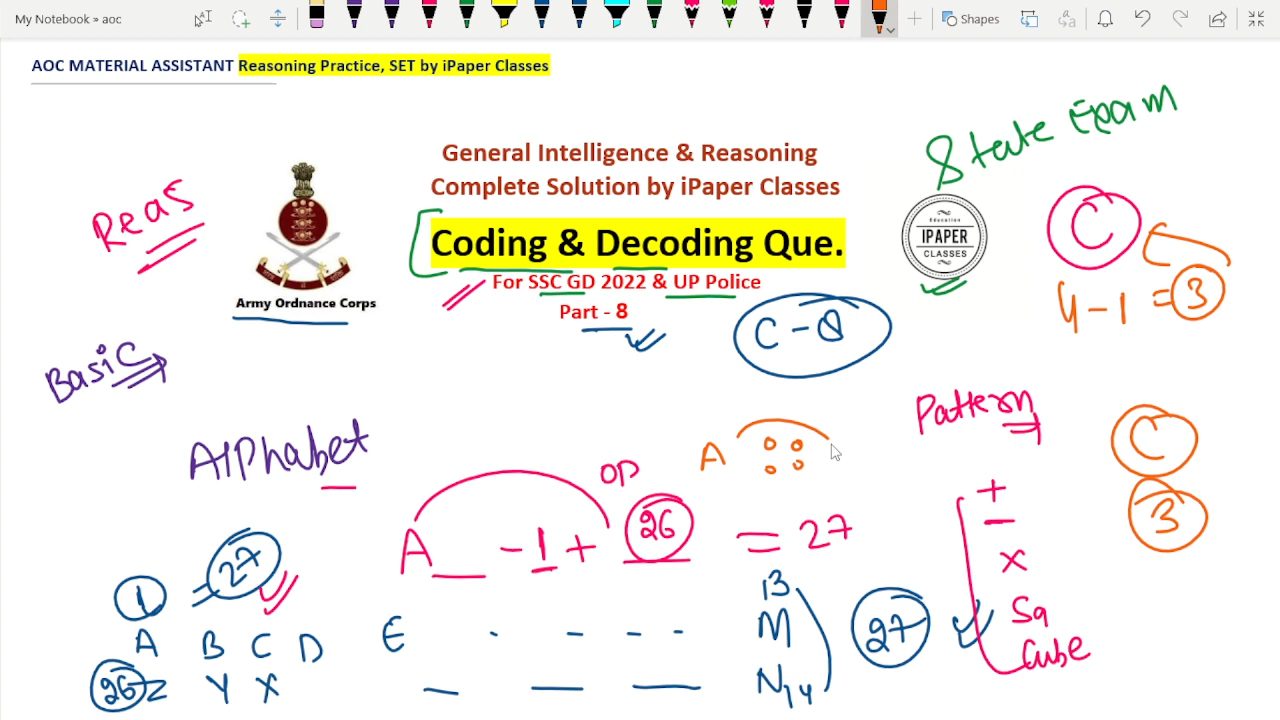 My Notebook » aoc
Shapes
AOC MATERIAL ASSISTANT Reasoning Practice, SET by iPaper Classes
State Exam
General Intelligence & Reasoning
Complete Solution by iPaper Classes
Reas
Coding & Decoding Que.
Education
IPAPER
CLASSES
C
For SSC GD 2022 & UP Police
4 - 1 = 3
Army Ordnance Corps
Part - 8
C - 8
Basic
Pattern
Alphabet
A
C
OP
3
A - 1 + 26 = 27
+
-
x
Sq
Cube
1 = 27
13
A B C D E M
27
26 Z Y X N 14